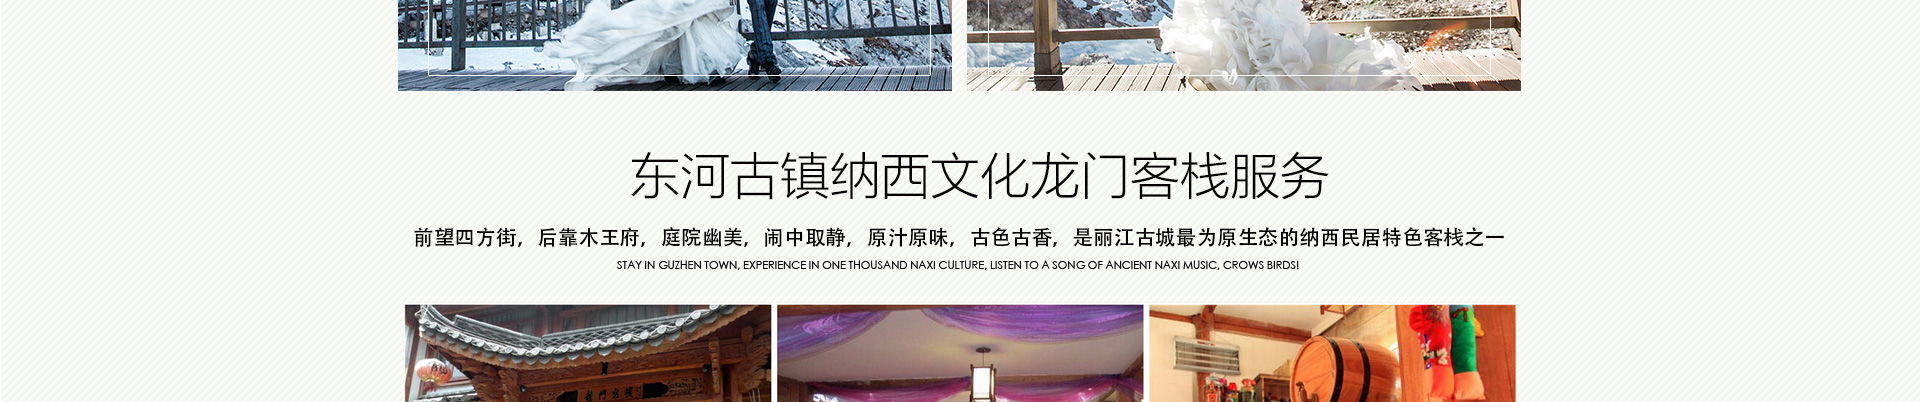 东河古镇纳西文化龙门客栈服务
前望四方街，后靠木王府，庭院幽美，闹中取静，原汁原味，古色古香，是丽江古城最为原生态的纳西民居特色客栈之一
STAY IN GUZHEN TOWN, EXPERIENCE IN ONE THOUSAND NAXI CULTURE, LISTEN TO A SONG OF ANCIENT NAXI MUSIC, CROWS BIRDS!